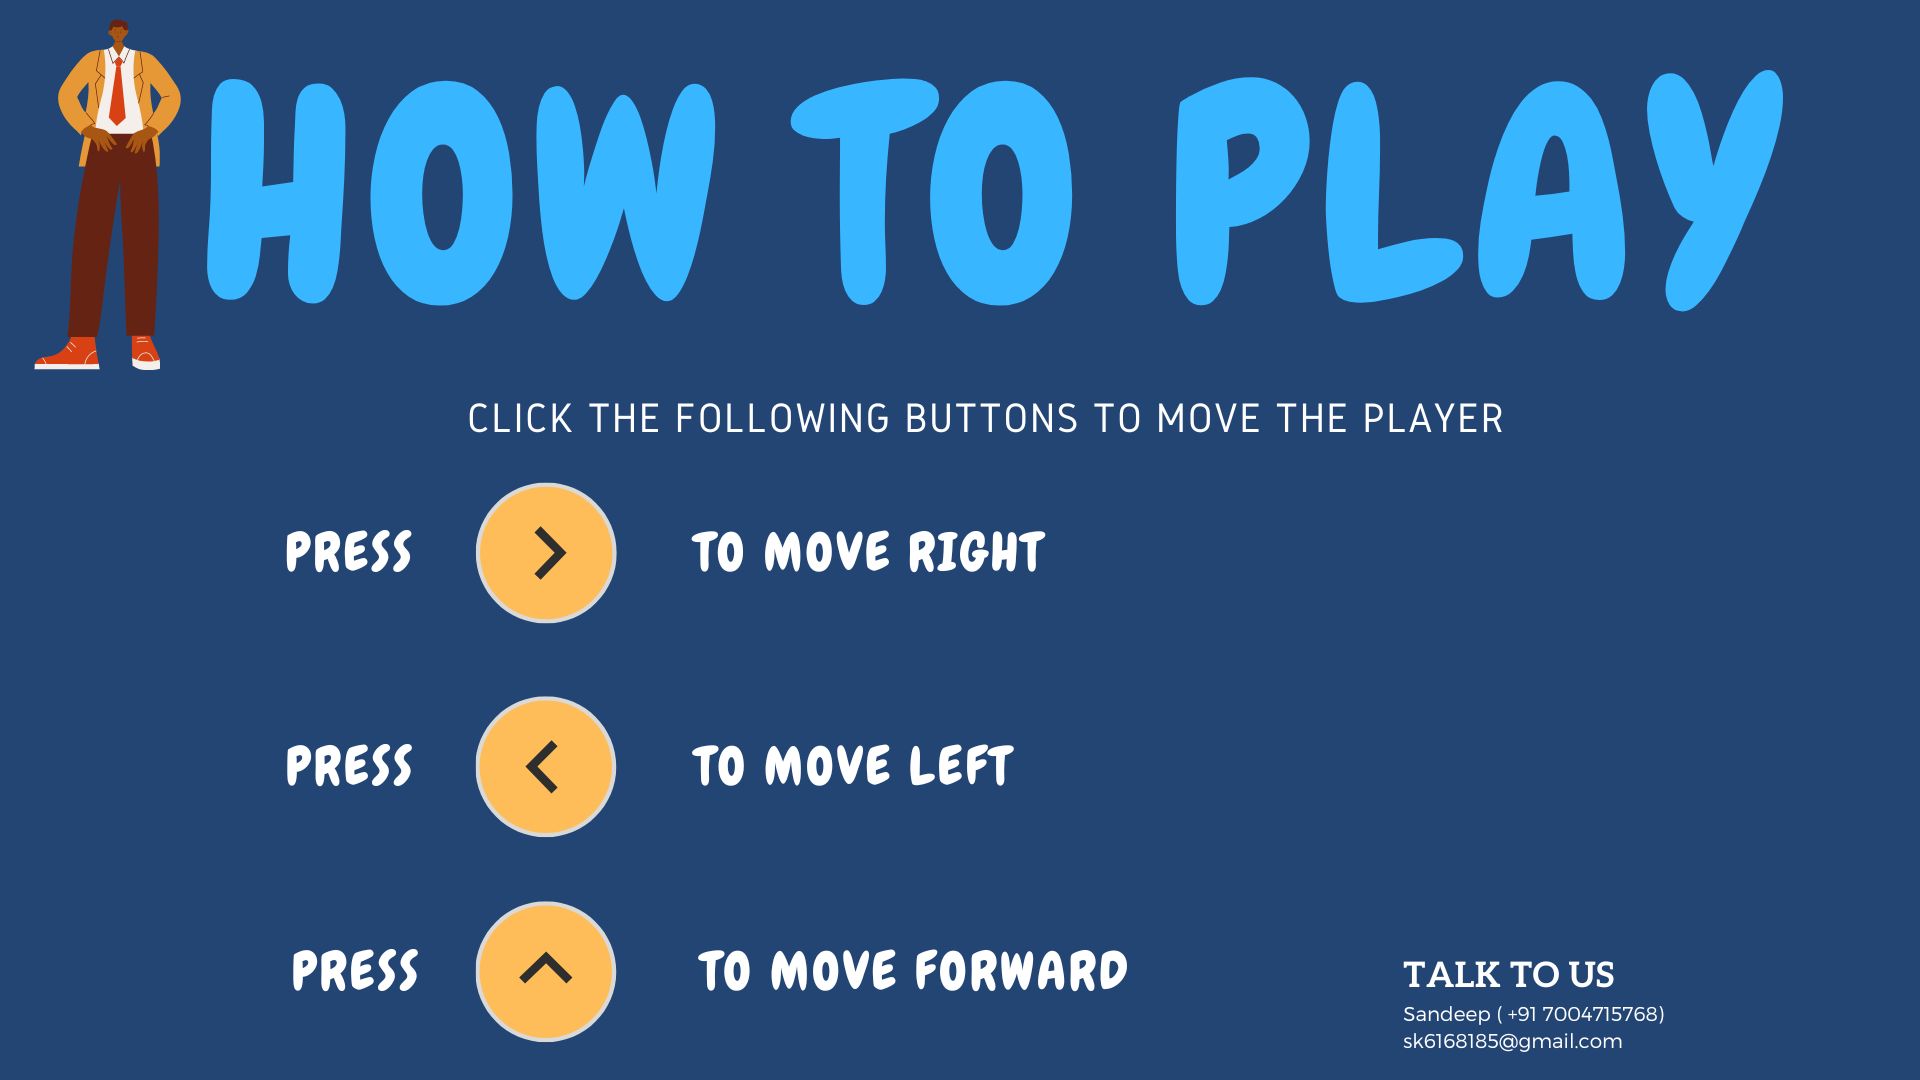 HOW TO PLAY
CLICK THE FOLLOWING BUTTONS TO MOVE THE PLAYER
PRESS > TO MOVE RIGHT
PRESS < TO MOVE LEFT
PRESS ^ TO MOVE FORWARD
TALK TO US
Sandeep ( +91 7004715768)
sk6168185@gmail.com